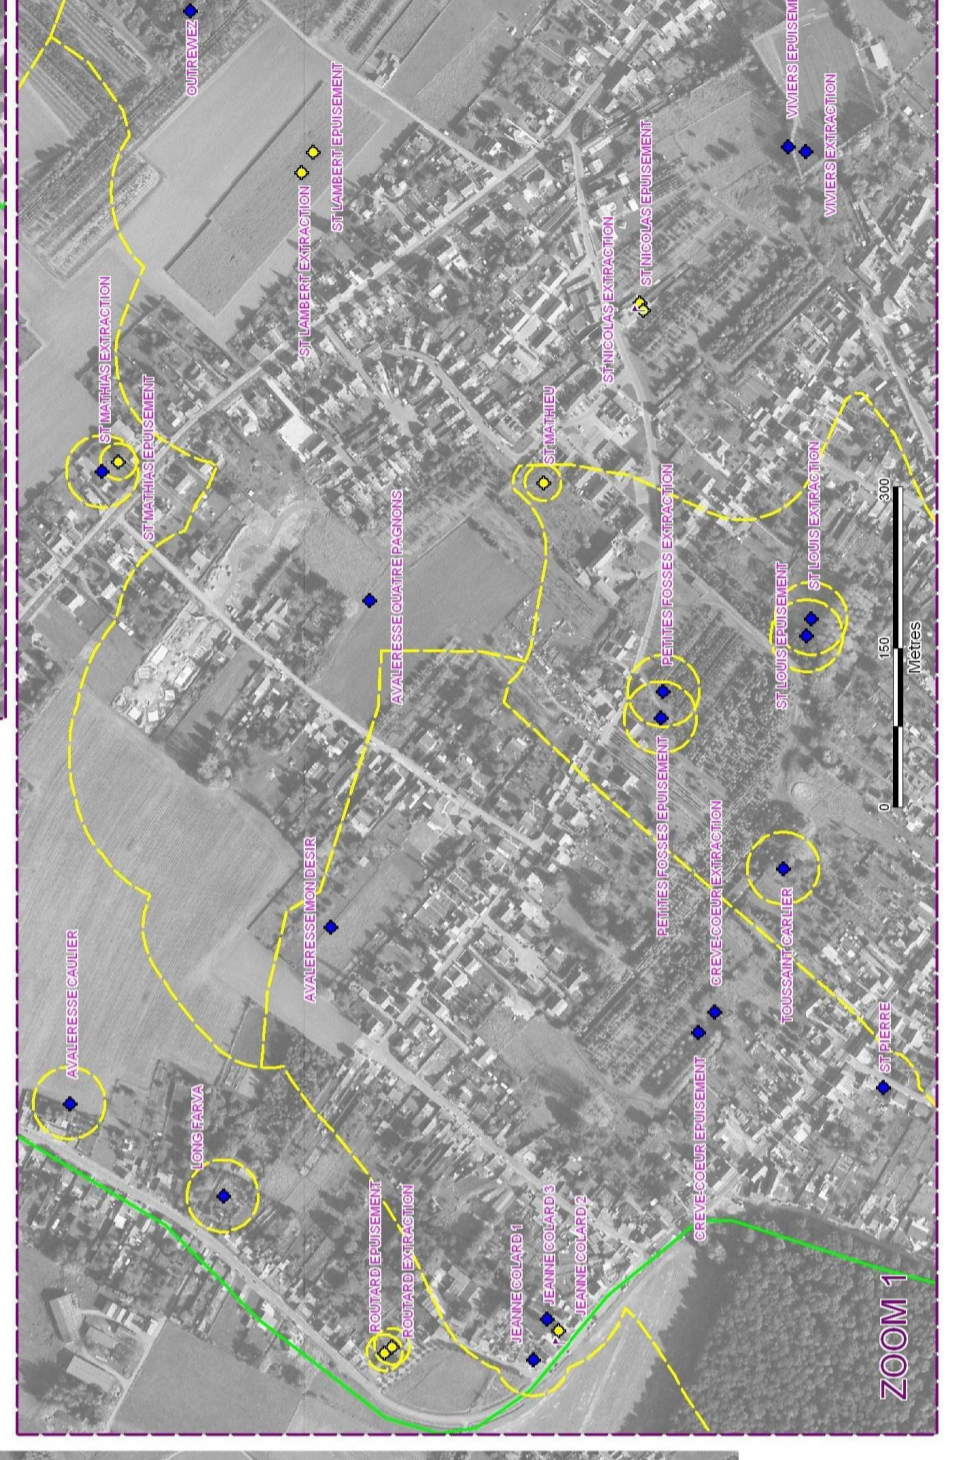 OUTREWEZ
ST LAMBERT EPUISEMENT
ST LAMBERT EXTRACTION
VIVIERS EPUISEM
VIVIERS EXTRACTION
ST NICOLAS EPUISEMENT
ST NICOLAS EXTRACTION
ST MATHIAS EXTRACTION
ST MATHIAS EPUISEMENT
ST MATHIEU
AVALERESSE QUATRE PAGNONS
PETITES FOSSES EXTRACTION
PETITES FOSSES EPUISEMENT
ST LOUIS EXTRACTION
ST LOUIS EPUISEMENT
AVALERESSE MON DESIR
AVALERESSE CAULIER
LONG FARVA
CREVE-COEUR EXTRACTION
CREVE-COEUR EPUISEMENT
TOUSSAINT CARLIER
ST PIERRE
ROUTARD EPUISEMENT
ROUTARD EXTRACTION
JEANNE COLARD 1
JEANNE COLARD 3
JEANNE COLARD 2
0 150 300
Mètres
ZOOM 1